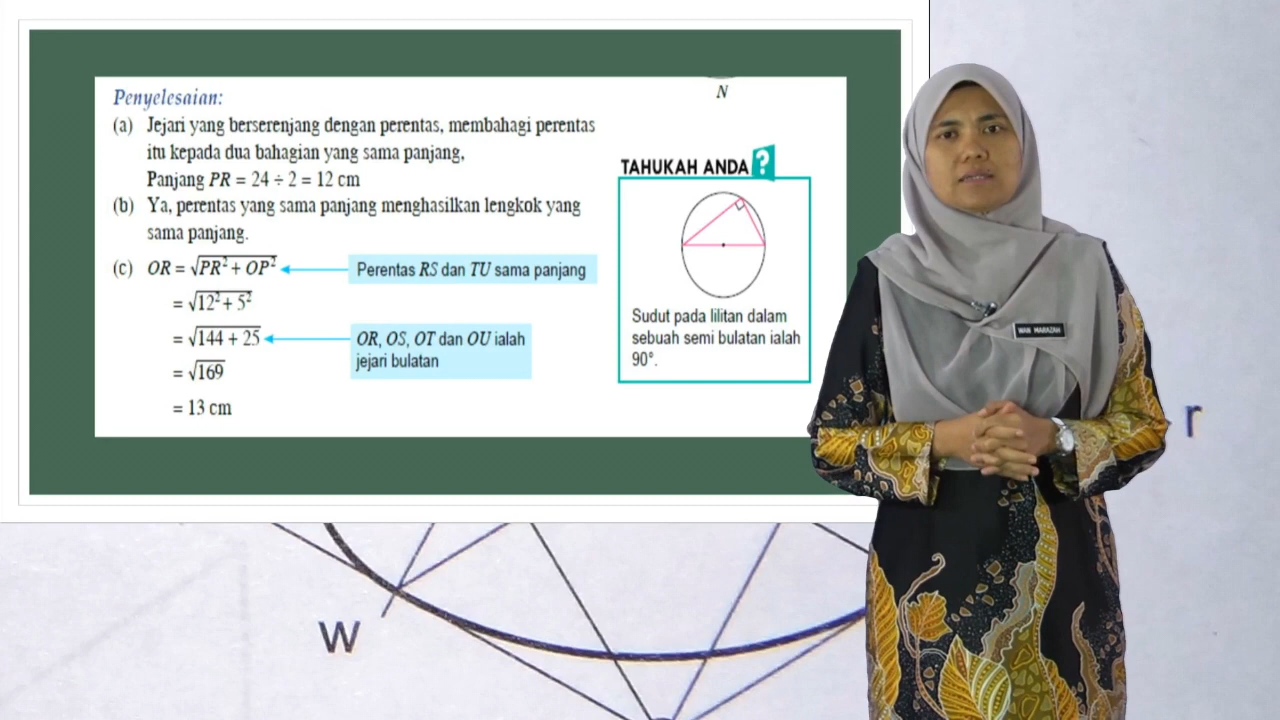 N
Penyelesaian:
(a) Jejari yang berserenjang dengan perentas, membahagi perentas
itu kepada dua bahagian yang sama panjang,
Panjang PR = 24 ÷ 2 = 12 cm
(b) Ya, perentas yang sama panjang menghasilkan lengkok yang
sama panjang.
(c) OR = √PR² + OP²
Perentas RS dan TU sama panjang
= √12² + 5²
= √144 + 25
OR, OS, OT dan OU ialah
jejari bulatan
= √169
= 13 cm
TAHUKAH ANDA ?
Sudut pada lilitan dalam
sebuah semi bulatan ialah
90°.
WAN MARAZIAH
r
w